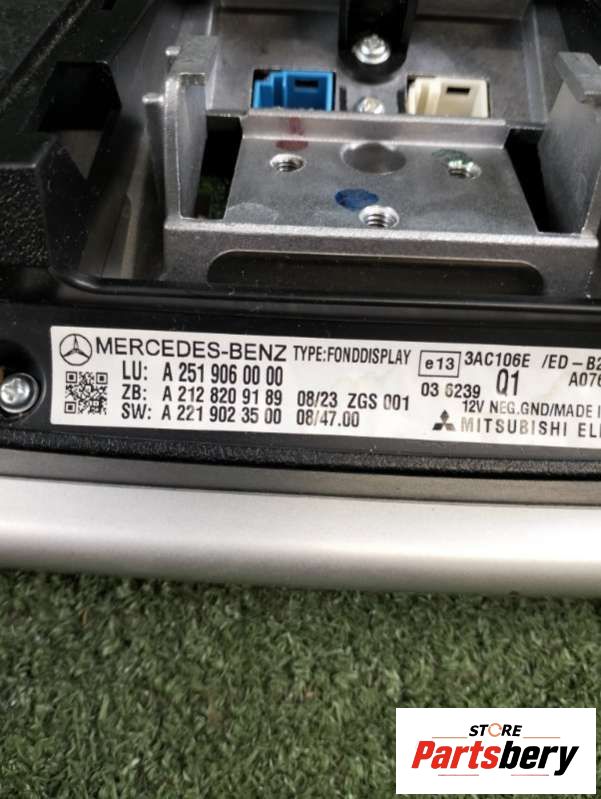 MERCEDES-BENZ TYPE:FONDDISPLAY
LU: A 251 906 00 00
ZB: A 212 820 91 89 08/23 ZGS 001
SW: A 221 902 35 00 08/47.00
e13 3AC106E /ED-B2
03 6239 Q1 A076
12V NEG.GND/MADE
MITSUBISHI
STORE
Partsbery